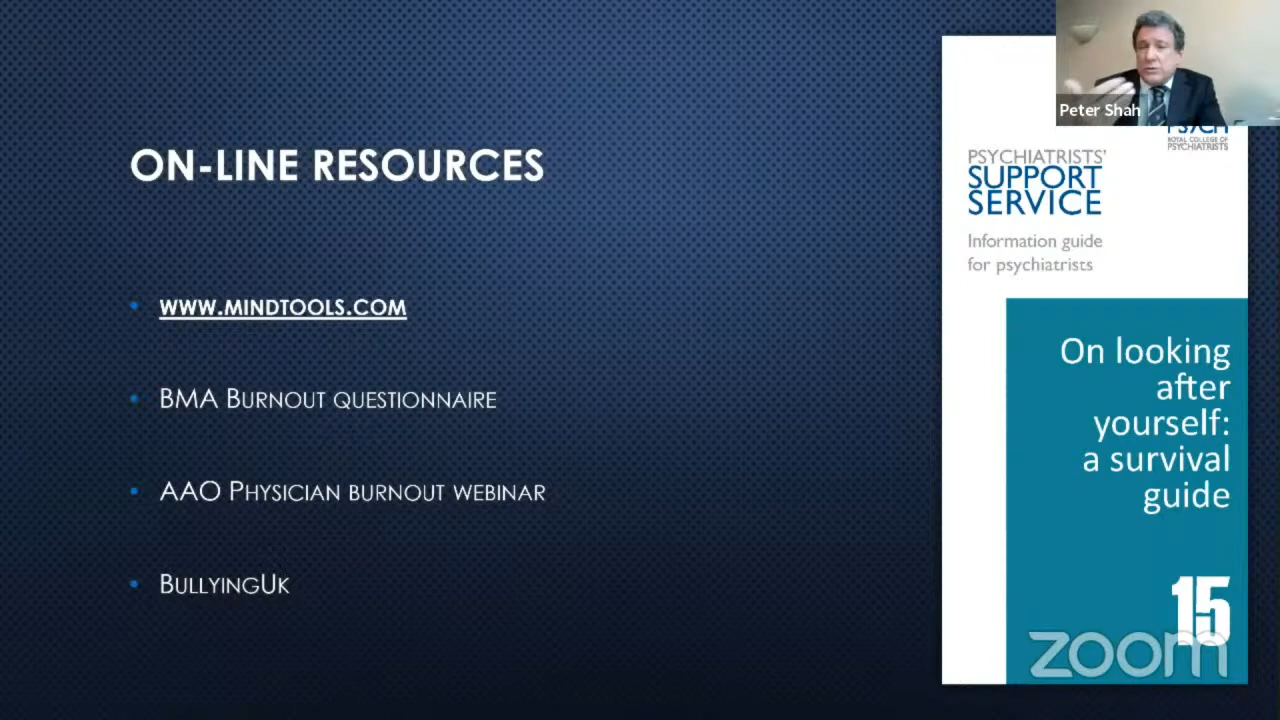 ON-LINE RESOURCES
WWW.MINDTOOLS.COM
BMA BURNOUT QUESTIONNAIRE
AAO PHYSICIAN BURNOUT WEBINAR
BULLYINGUK
Peter Shah
PSYCH
ROYAL COLLEGE OF
PSYCHIATRISTS
PSYCHIATRISTS'
SUPPORT
SERVICE
Information guide
for psychiatrists
On looking
after
yourself:
a survival
guide
15
zoom